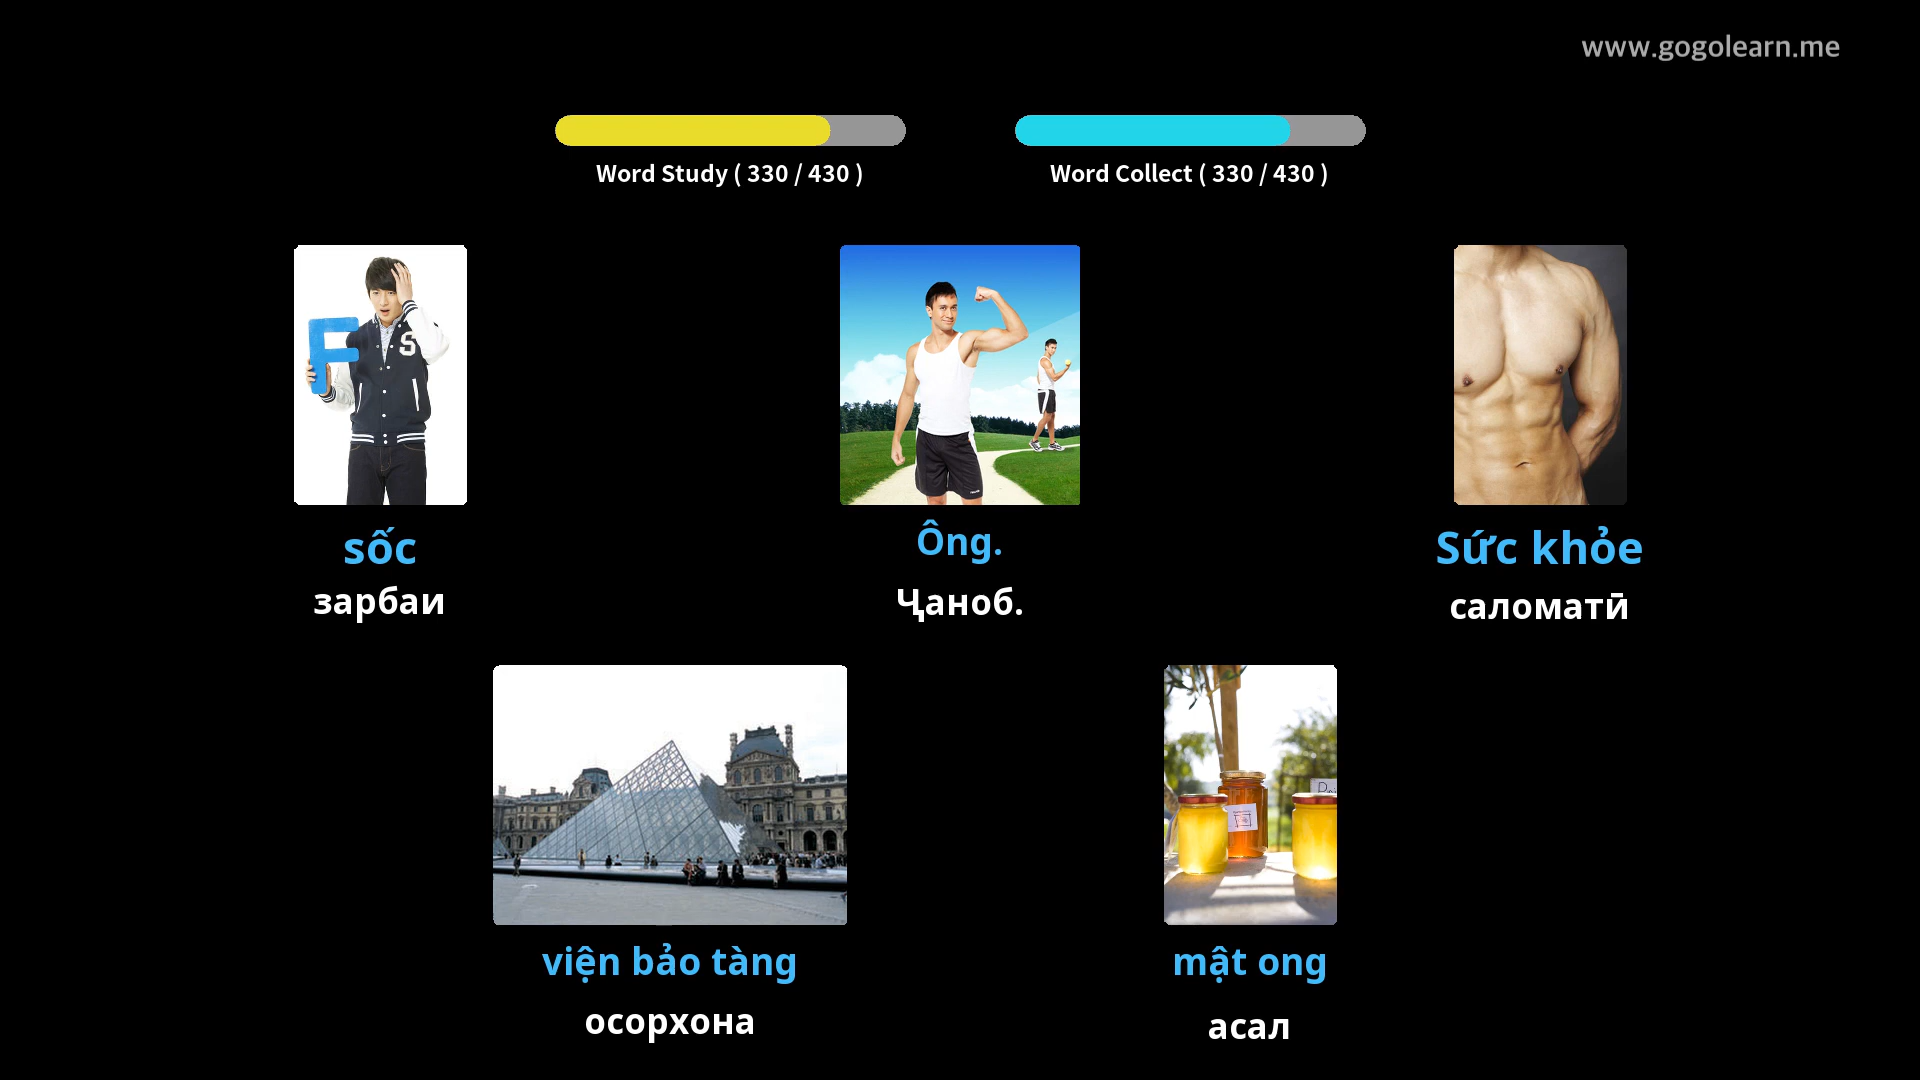 www.gogolearn.me
Word Study ( 330 / 430 )
Word Collect ( 330 / 430 )
F
S
sốc
зарбаи
Ông.
Ҷаноб.
Sức khỏe
саломатӣ
viện bảo tàng
осорхона
mật ong
асал